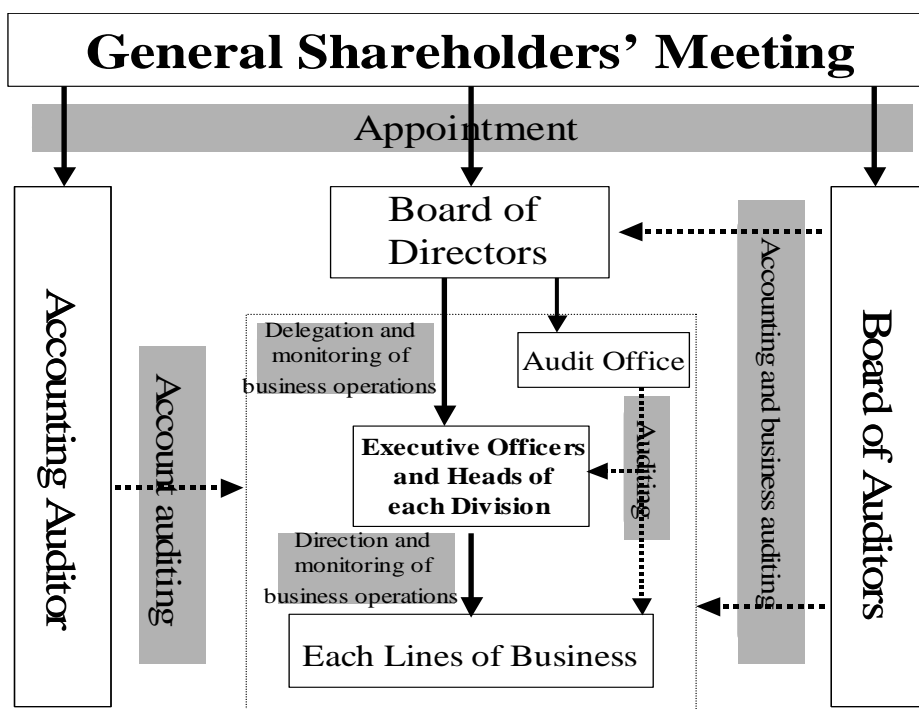 General Shareholders' Meeting
Appointment
Board of
Directors
Accounting Auditor
Account auditing
Delegation and
monitoring of
business operations
Audit Office
Executive Officers
and Heads of
each Division
Auditing
Direction and
monitoring of
business operations
Each Lines of Business
Accounting and business auditing
Board of Auditors